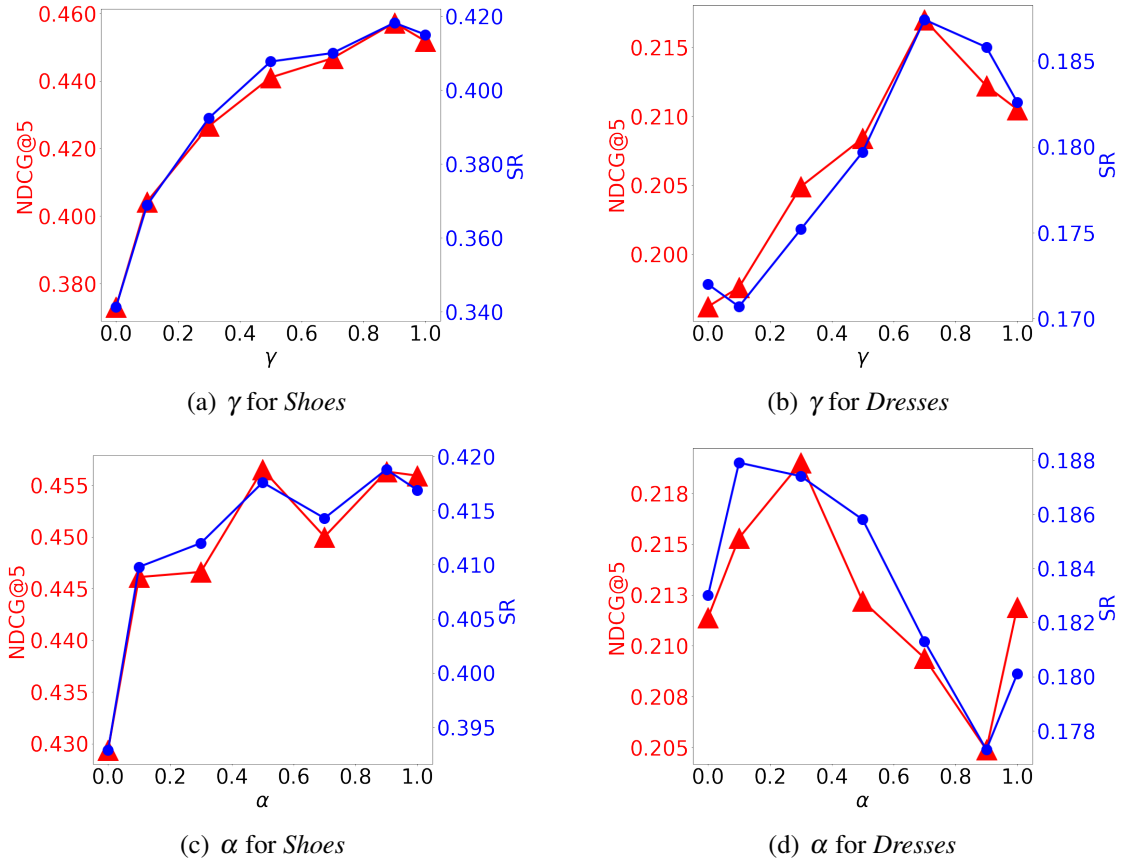 0.460
0.440
0.420
0.400
0.380
NDCG@5
0.420
0.400
0.380
0.360
0.340
SR
0.0 0.2 0.4 0.6 0.8 1.0
γ
(a) γ for Shoes
0.215
0.210
0.205
0.200
NDCG@5
0.185
0.180
0.175
0.170
SR
0.0 0.2 0.4 0.6 0.8 1.0
γ
(b) γ for Dresses
0.455
0.450
0.445
0.440
0.435
0.430
NDCG@5
0.420
0.415
0.410
0.405
0.400
0.395
SR
0.0 0.2 0.4 0.6 0.8 1.0
α
(c) α for Shoes
0.218
0.215
0.213
0.210
0.208
0.205
NDCG@5
0.188
0.186
0.184
0.182
0.180
0.178
SR
0.0 0.2 0.4 0.6 0.8 1.0
α
(d) α for Dresses